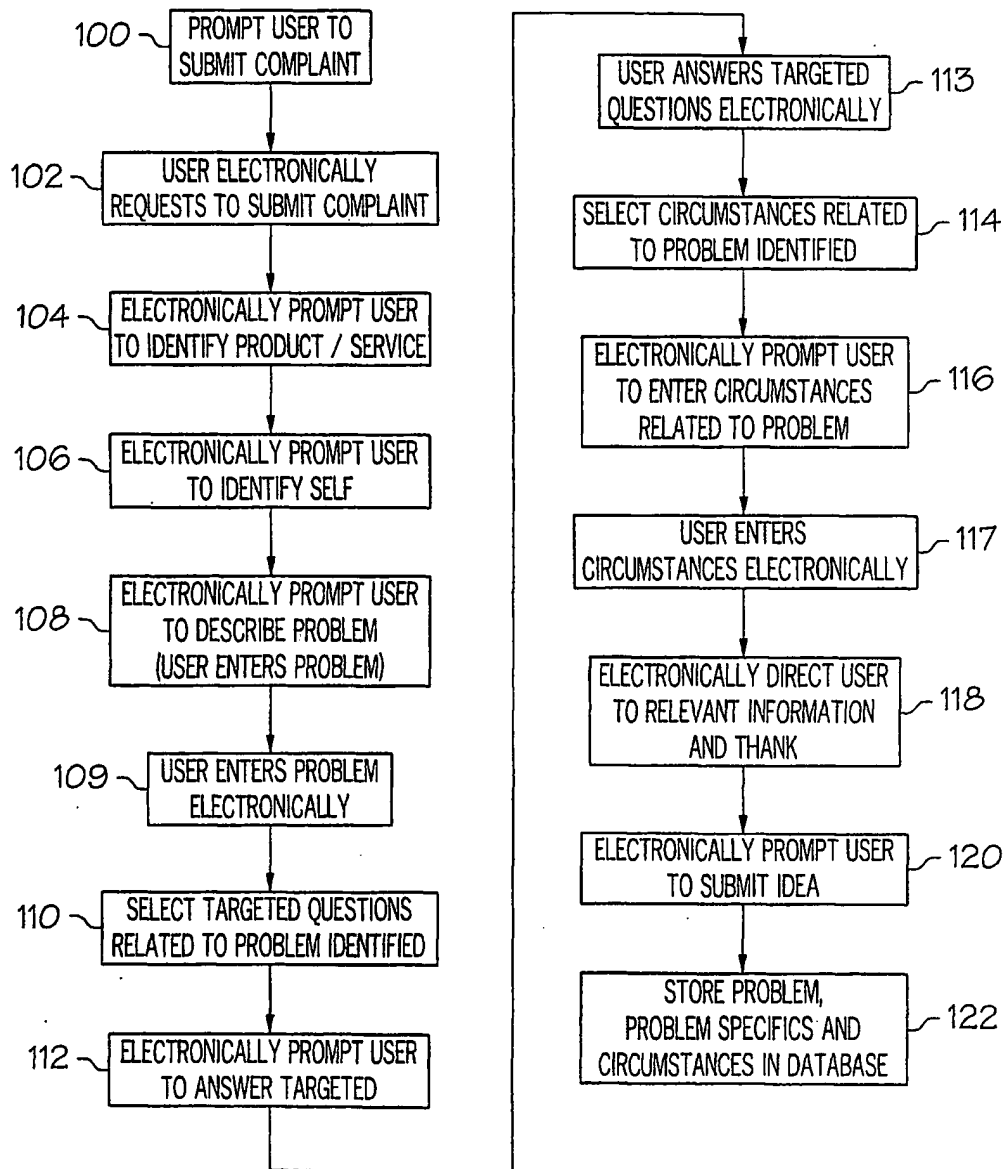 100
PROMPT USER TO
SUBMIT COMPLAINT
102
USER ELECTRONICALLY
REQUESTS TO SUBMIT COMPLAINT
104
ELECTRONICALLY PROMPT USER
TO IDENTIFY PRODUCT / SERVICE
106
ELECTRONICALLY PROMPT USER
TO IDENTIFY SELF
108
ELECTRONICALLY PROMPT USER
TO DESCRIBE PROBLEM
(USER ENTERS PROBLEM)
109
USER ENTERS PROBLEM
ELECTRONICALLY
110
SELECT TARGETED QUESTIONS
RELATED TO PROBLEM IDENTIFIED
112
ELECTRONICALLY PROMPT USER
TO ANSWER TARGETED
USER ANSWERS TARGETED
QUESTIONS ELECTRONICALLY
113
SELECT CIRCUMSTANCES RELATED
TO PROBLEM IDENTIFIED
114
ELECTRONICALLY PROMPT USER
TO ENTER CIRCUMSTANCES
RELATED TO PROBLEM
116
USER ENTERS
CIRCUMSTANCES ELECTRONICALLY
117
ELECTRONICALLY DIRECT USER
TO RELEVANT INFORMATION
AND THANK
118
ELECTRONICALLY PROMPT USER
TO SUBMIT IDEA
120
STORE PROBLEM,
PROBLEM SPECIFICS AND
CIRCUMSTANCES IN DATABASE
122